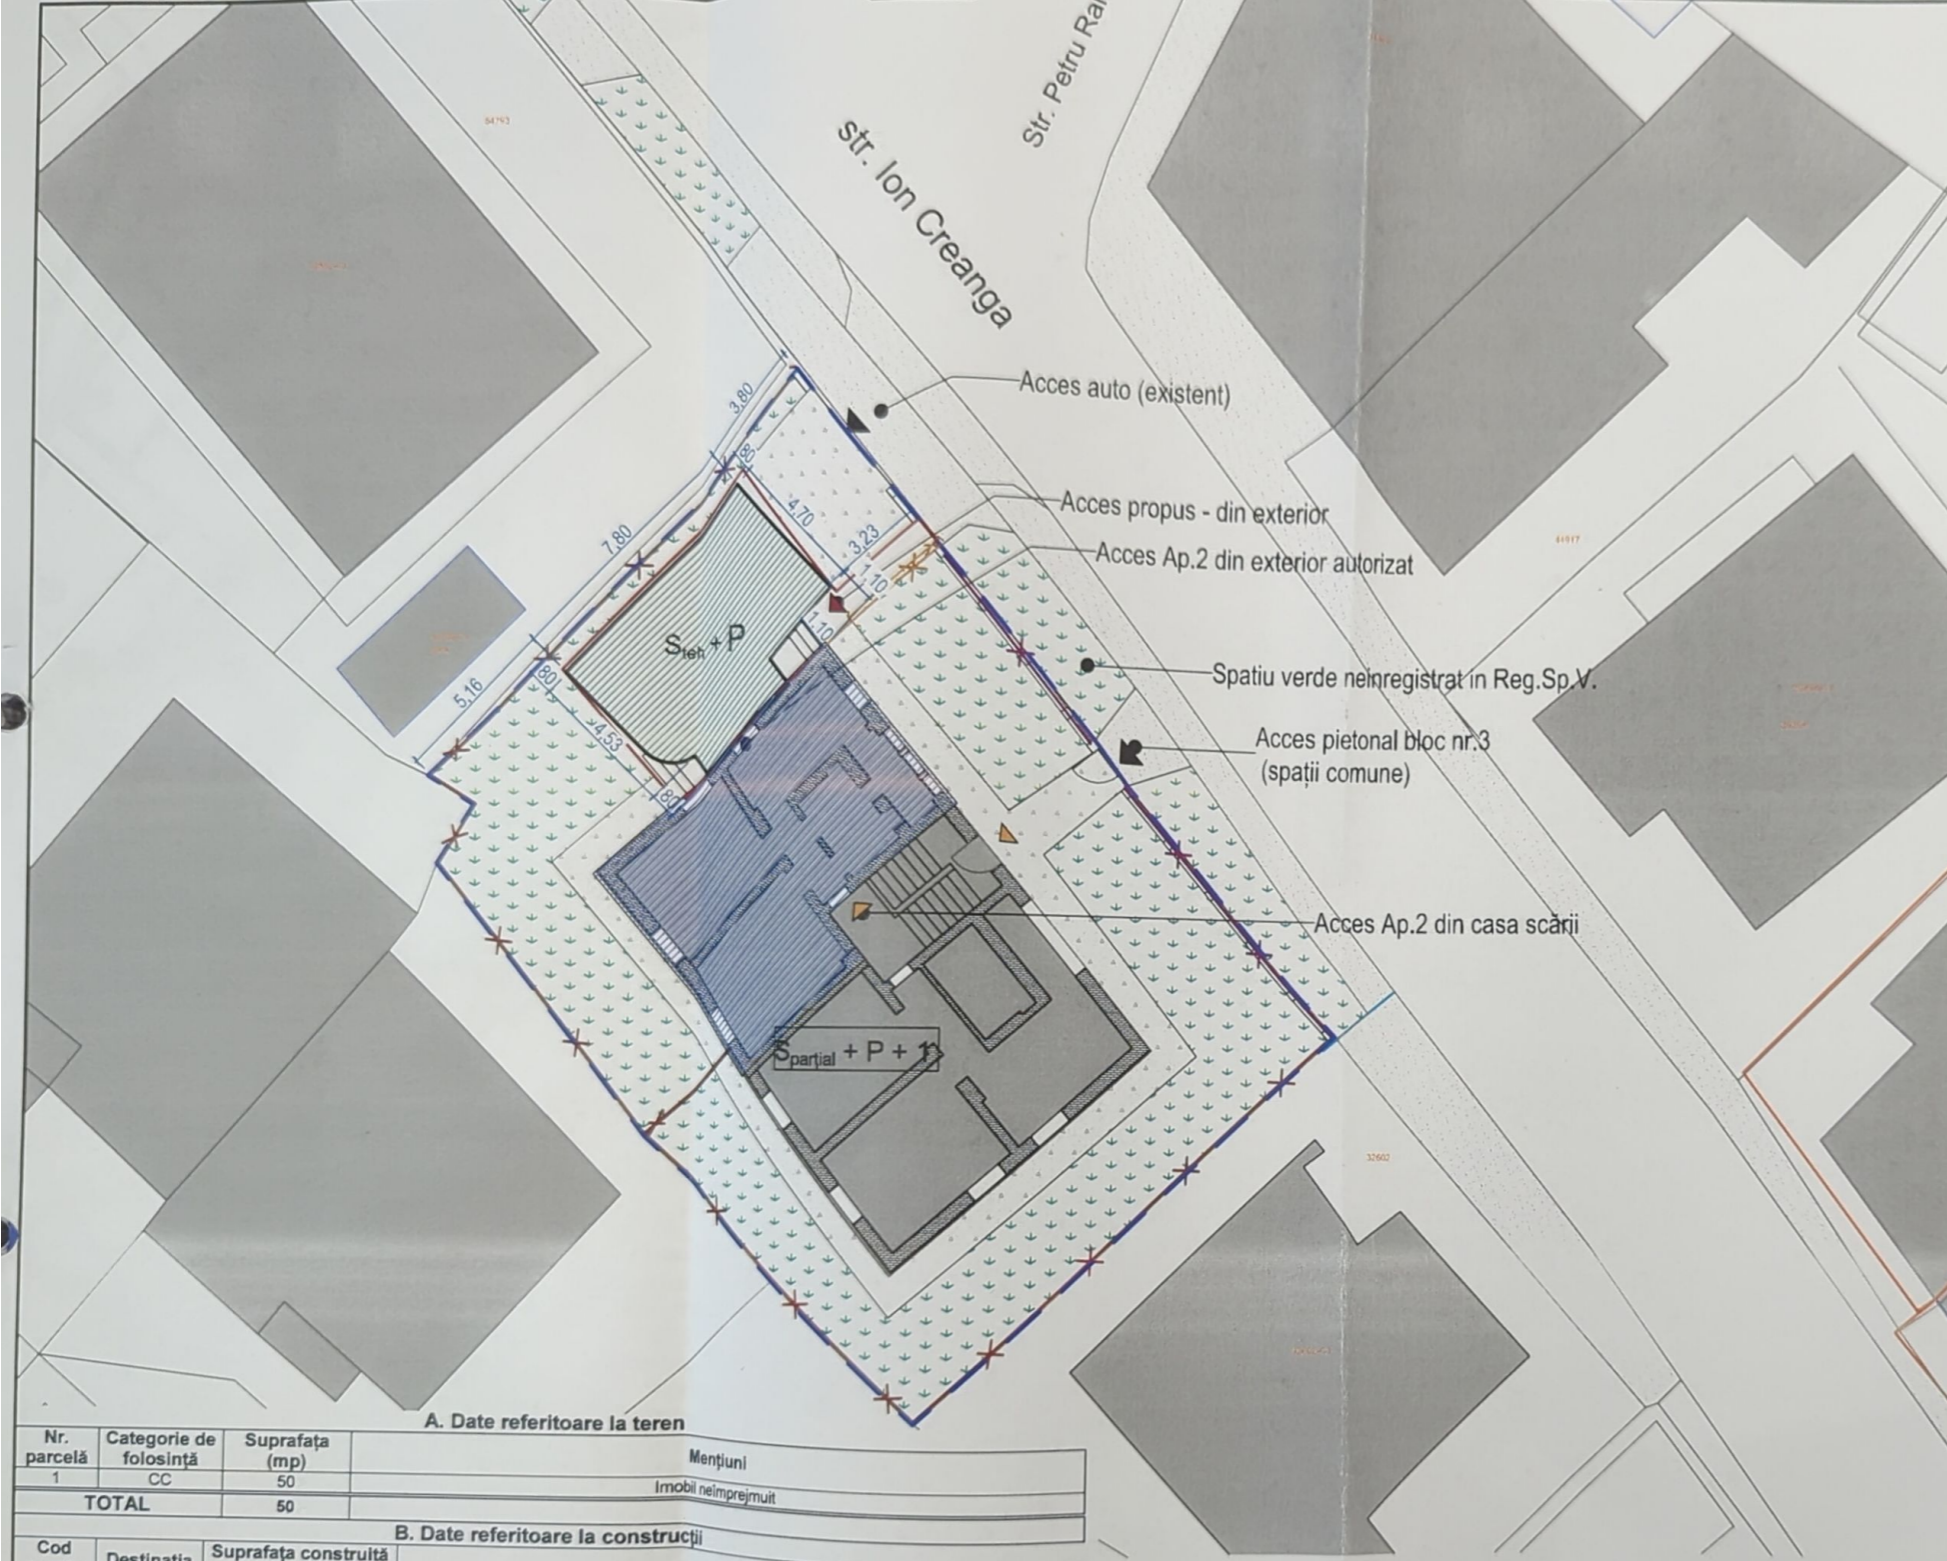 Str. Petru
str. Ion Creanga
Acces auto (existent)
3,80
80
4,70
7,80
3,23
Acces propus - din exterior
1,10
Acces Ap.2 din exterior autorizat
1,10
Steh + P
80
5,16
4,53
80
Spatiu verde neinregistrat in Reg.Sp.V.
Acces pietonal bloc nr.3
(spații comune)
Acces Ap.2 din casa scării
Sparțial + P + 1
32602
A. Date referitoare la teren
Nr. parcelă Categorie de folosință Suprafața (mp) Mențiuni
1 CC 50 Imobil neîmprejmuit
TOTAL 50
B. Date referitoare la construcții
Cod Destinatia Suprafața construită